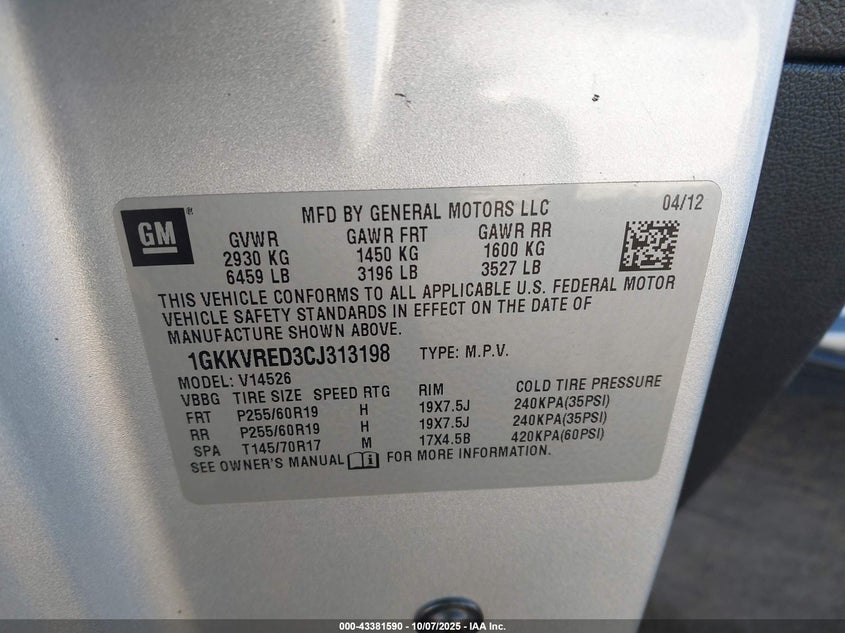 GM®
MFD BY GENERAL MOTORS LLC
04/12
GVWR GAWR FRT GAWR RR
2930 KG 1450 KG 1600 KG
6459 LB 3196 LB 3527 LB
THIS VEHICLE CONFORMS TO ALL APPLICABLE U.S. FEDERAL MOTOR
VEHICLE SAFETY STANDARDS IN EFFECT ON THE DATE OF
MANUFACTURE SHOWN ABOVE.
1GKKVRED3CJ313198 TYPE: M.P.V.
MODEL: V14526
VBBG TIRE SIZE SPEED RTG RIM COLD TIRE PRESSURE
FRT P255/60R19 H 19X7.5J 240KPA(35PSI)
RR P255/60R19 H 19X7.5J 240KPA(35PSI)
SPA T145/70R17 M 17X4.5B 420KPA(60PSI)
SEE OWNER'S MANUAL i FOR MORE INFORMATION.
000-43381590 - 10/07/2025 - IAA Inc.